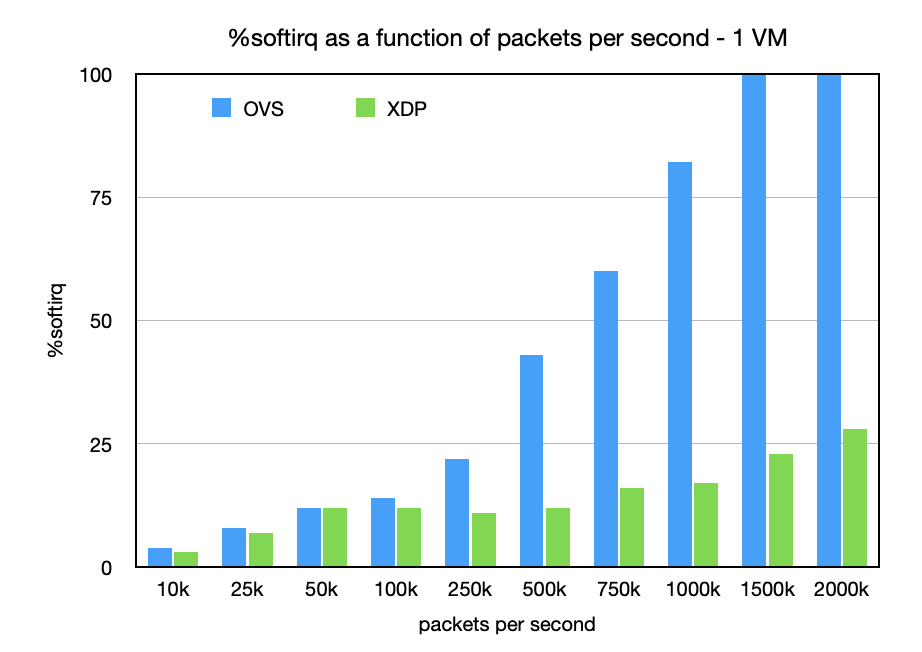 %softirq as a function of packets per second - 1 VM
100
OVS XDP
75
50
%softirq
25
0
10k 25k 50k 100k 250k 500k 750k 1000k 1500k 2000k
packets per second